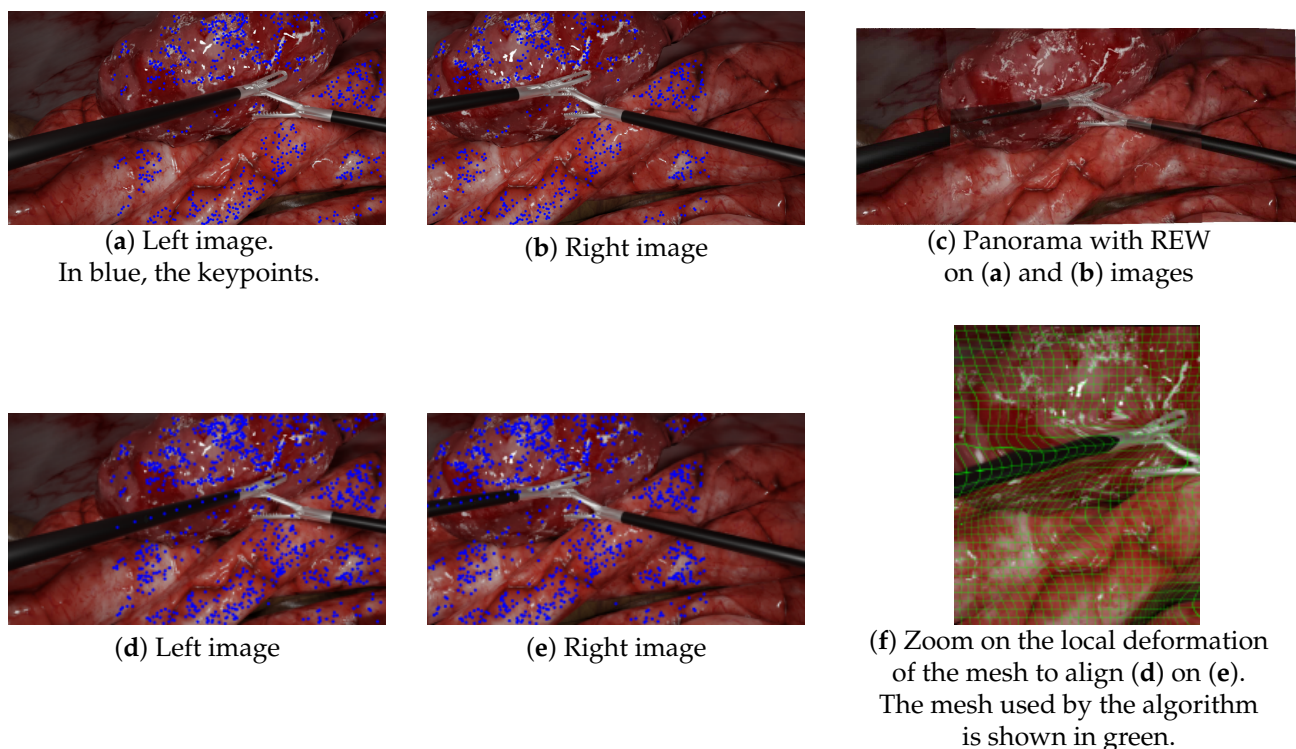 (a) Left image.
In blue, the keypoints.
(b) Right image
(c) Panorama with REW
on (a) and (b) images
(d) Left image
(e) Right image
(f) Zoom on the local deformation
of the mesh to align (d) on (e).
The mesh used by the algorithm
is shown in green.